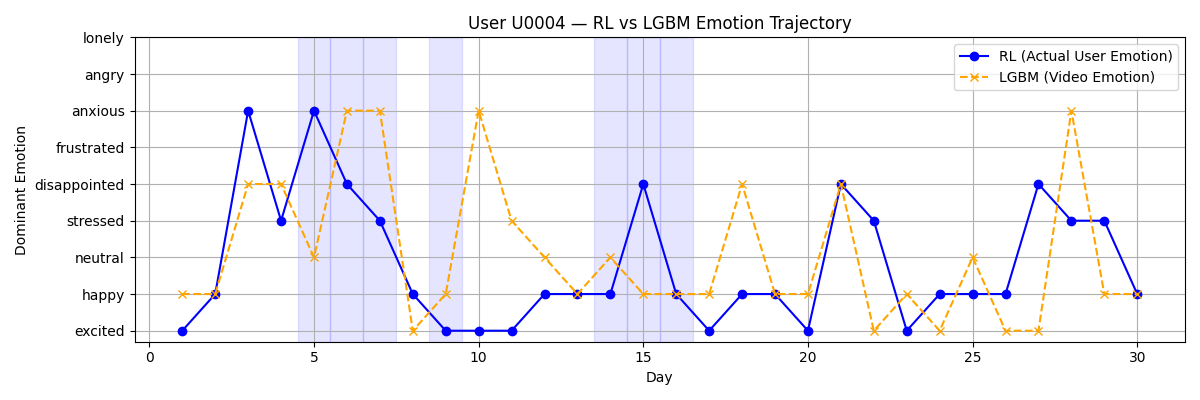 User U0004 — RL vs LGBM Emotion Trajectory
RL (Actual User Emotion)
LGBM (Video Emotion)
Dominant Emotion
lonely
angry
anxious
frustrated
disappointed
stressed
neutral
happy
excited
0 5 10 15 20 25 30
Day